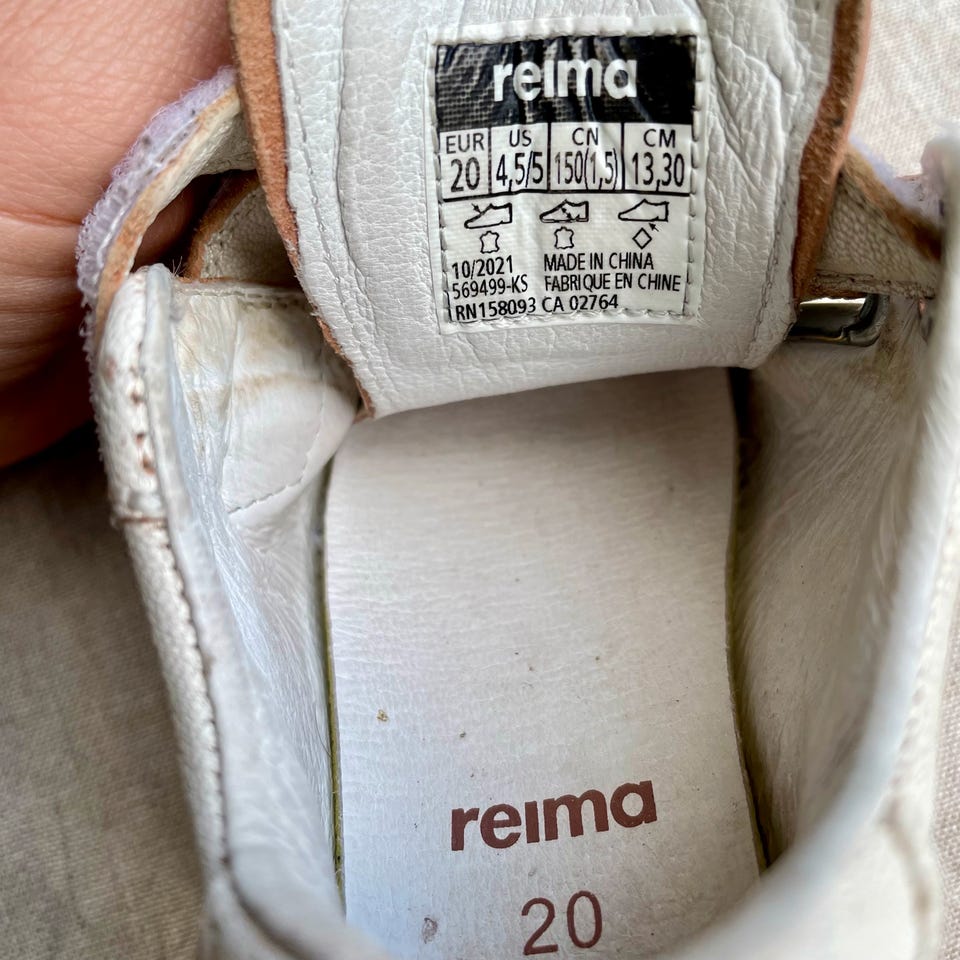 reima
EUR US CN CM
20 4,5/5 150(1,5) 13,30
10/2021 MADE IN CHINA
569499-KS FABRIQUE EN CHINE
RN158093 CA 02764
reima
20